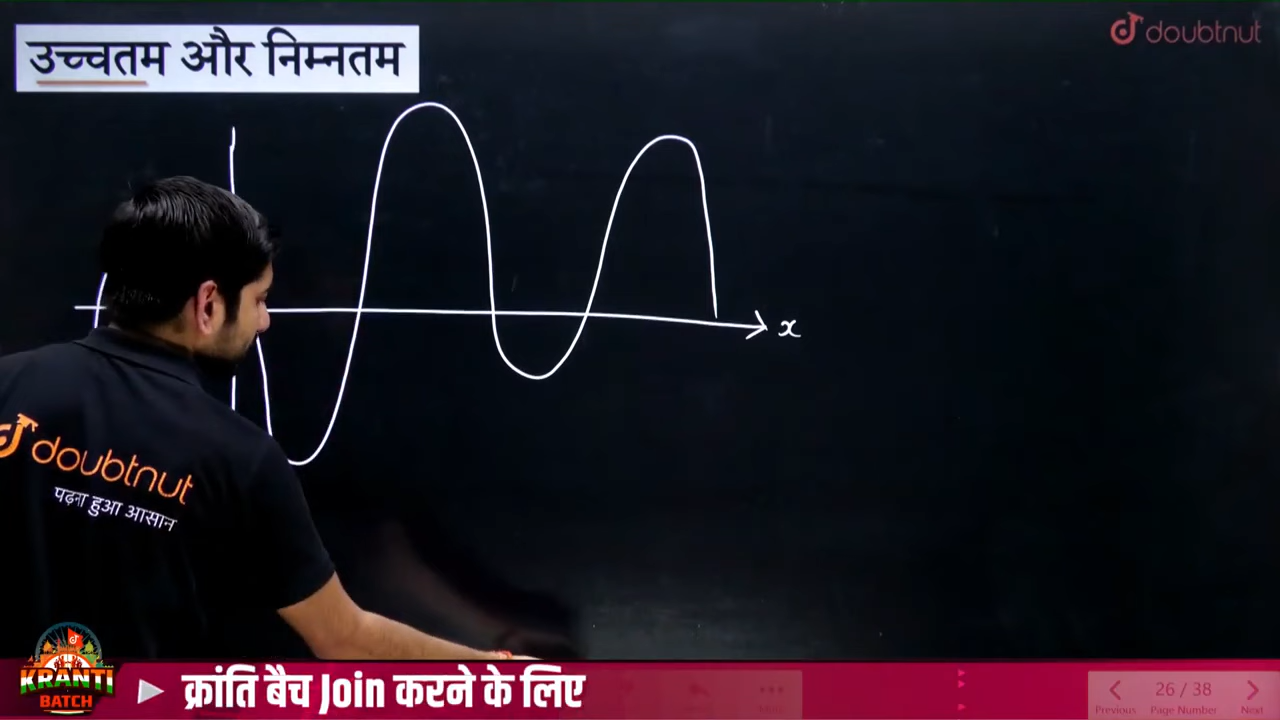 उच्चतम और निम्नतम
doubtnut
x
doubtnut
पढ़ना हुआ आसान
KRANTI
BATCH
क्रांति बैच Join करने के लिए
26 / 38
Previous Page Number Next